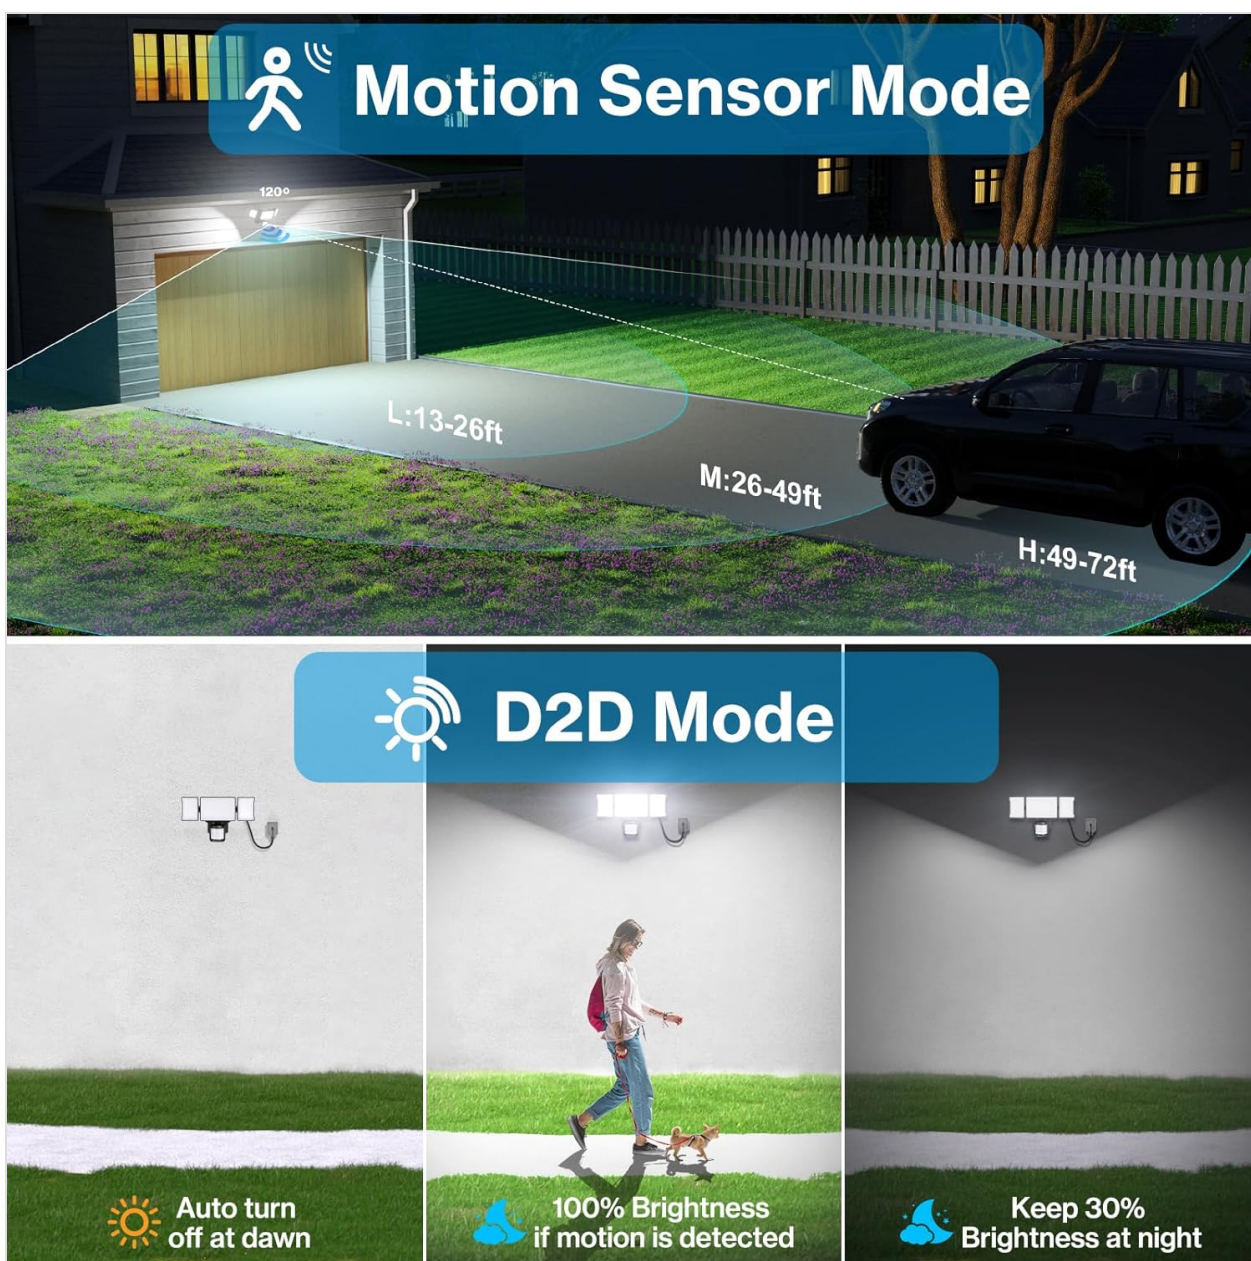 Motion Sensor Mode
120°
L:13-26ft
M:26-49ft
H:49-72ft
D2D Mode
Auto turn
off at dawn
100% Brightness
if motion is detected
Keep 30%
Brightness at night